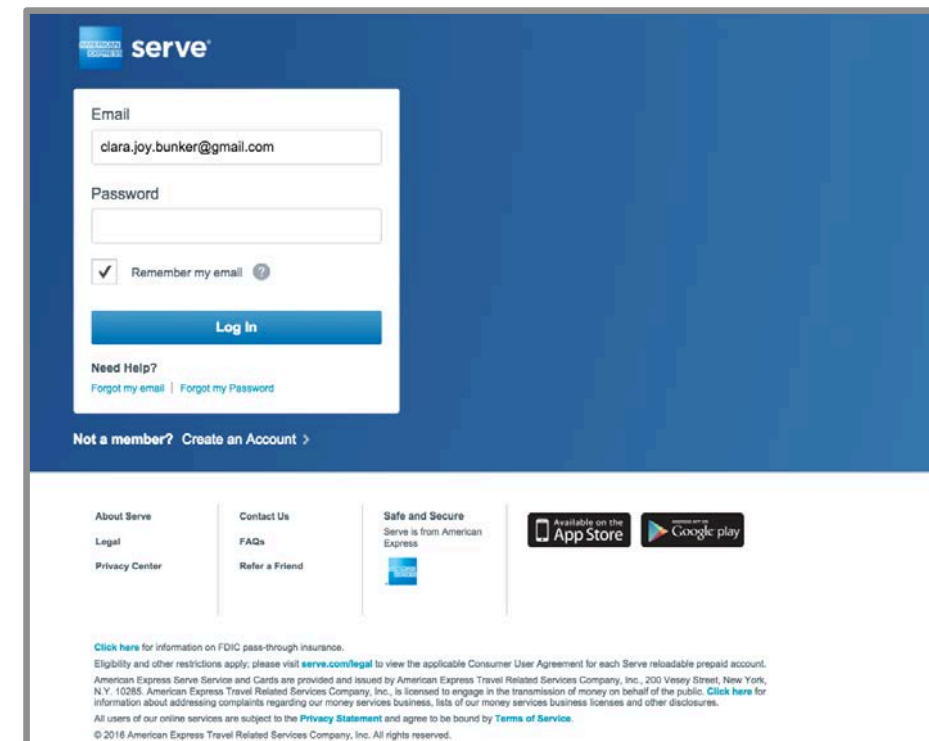 AMERICAN EXPRESS
serve®
Email
clara.joy.bunker@gmail.com
Password
Remember my email ?
Log In
Need Help?
Forgot my email | Forgot my Password
Not a member? Create an Account >
About Serve
Legal
Privacy Center
Contact Us
FAQs
Refer a Friend
Safe and Secure
Serve is from American
Express
Available on the
App Store
ANDROID APP ON
Google play
Click here for information on FDIC pass-through insurance.
Eligibility and other restrictions apply; please visit serve.com/legal to view the applicable Consumer User Agreement for each Serve reloadable prepaid account.
American Express Serve Service and Cards are provided and issued by American Express Travel Related Services Company, Inc., 200 Vesey Street, New York,
N.Y. 10285. American Express Travel Related Services Company, Inc., is licensed to engage in the transmission of money on behalf of the public. Click here for
information about addressing complaints regarding our money services business, lists of our money services business licenses and other disclosures.
All users of our online services are subject to the Privacy Statement and agree to be bound by Terms of Service.
© 2016 American Express Travel Related Services Company, Inc. All rights reserved.